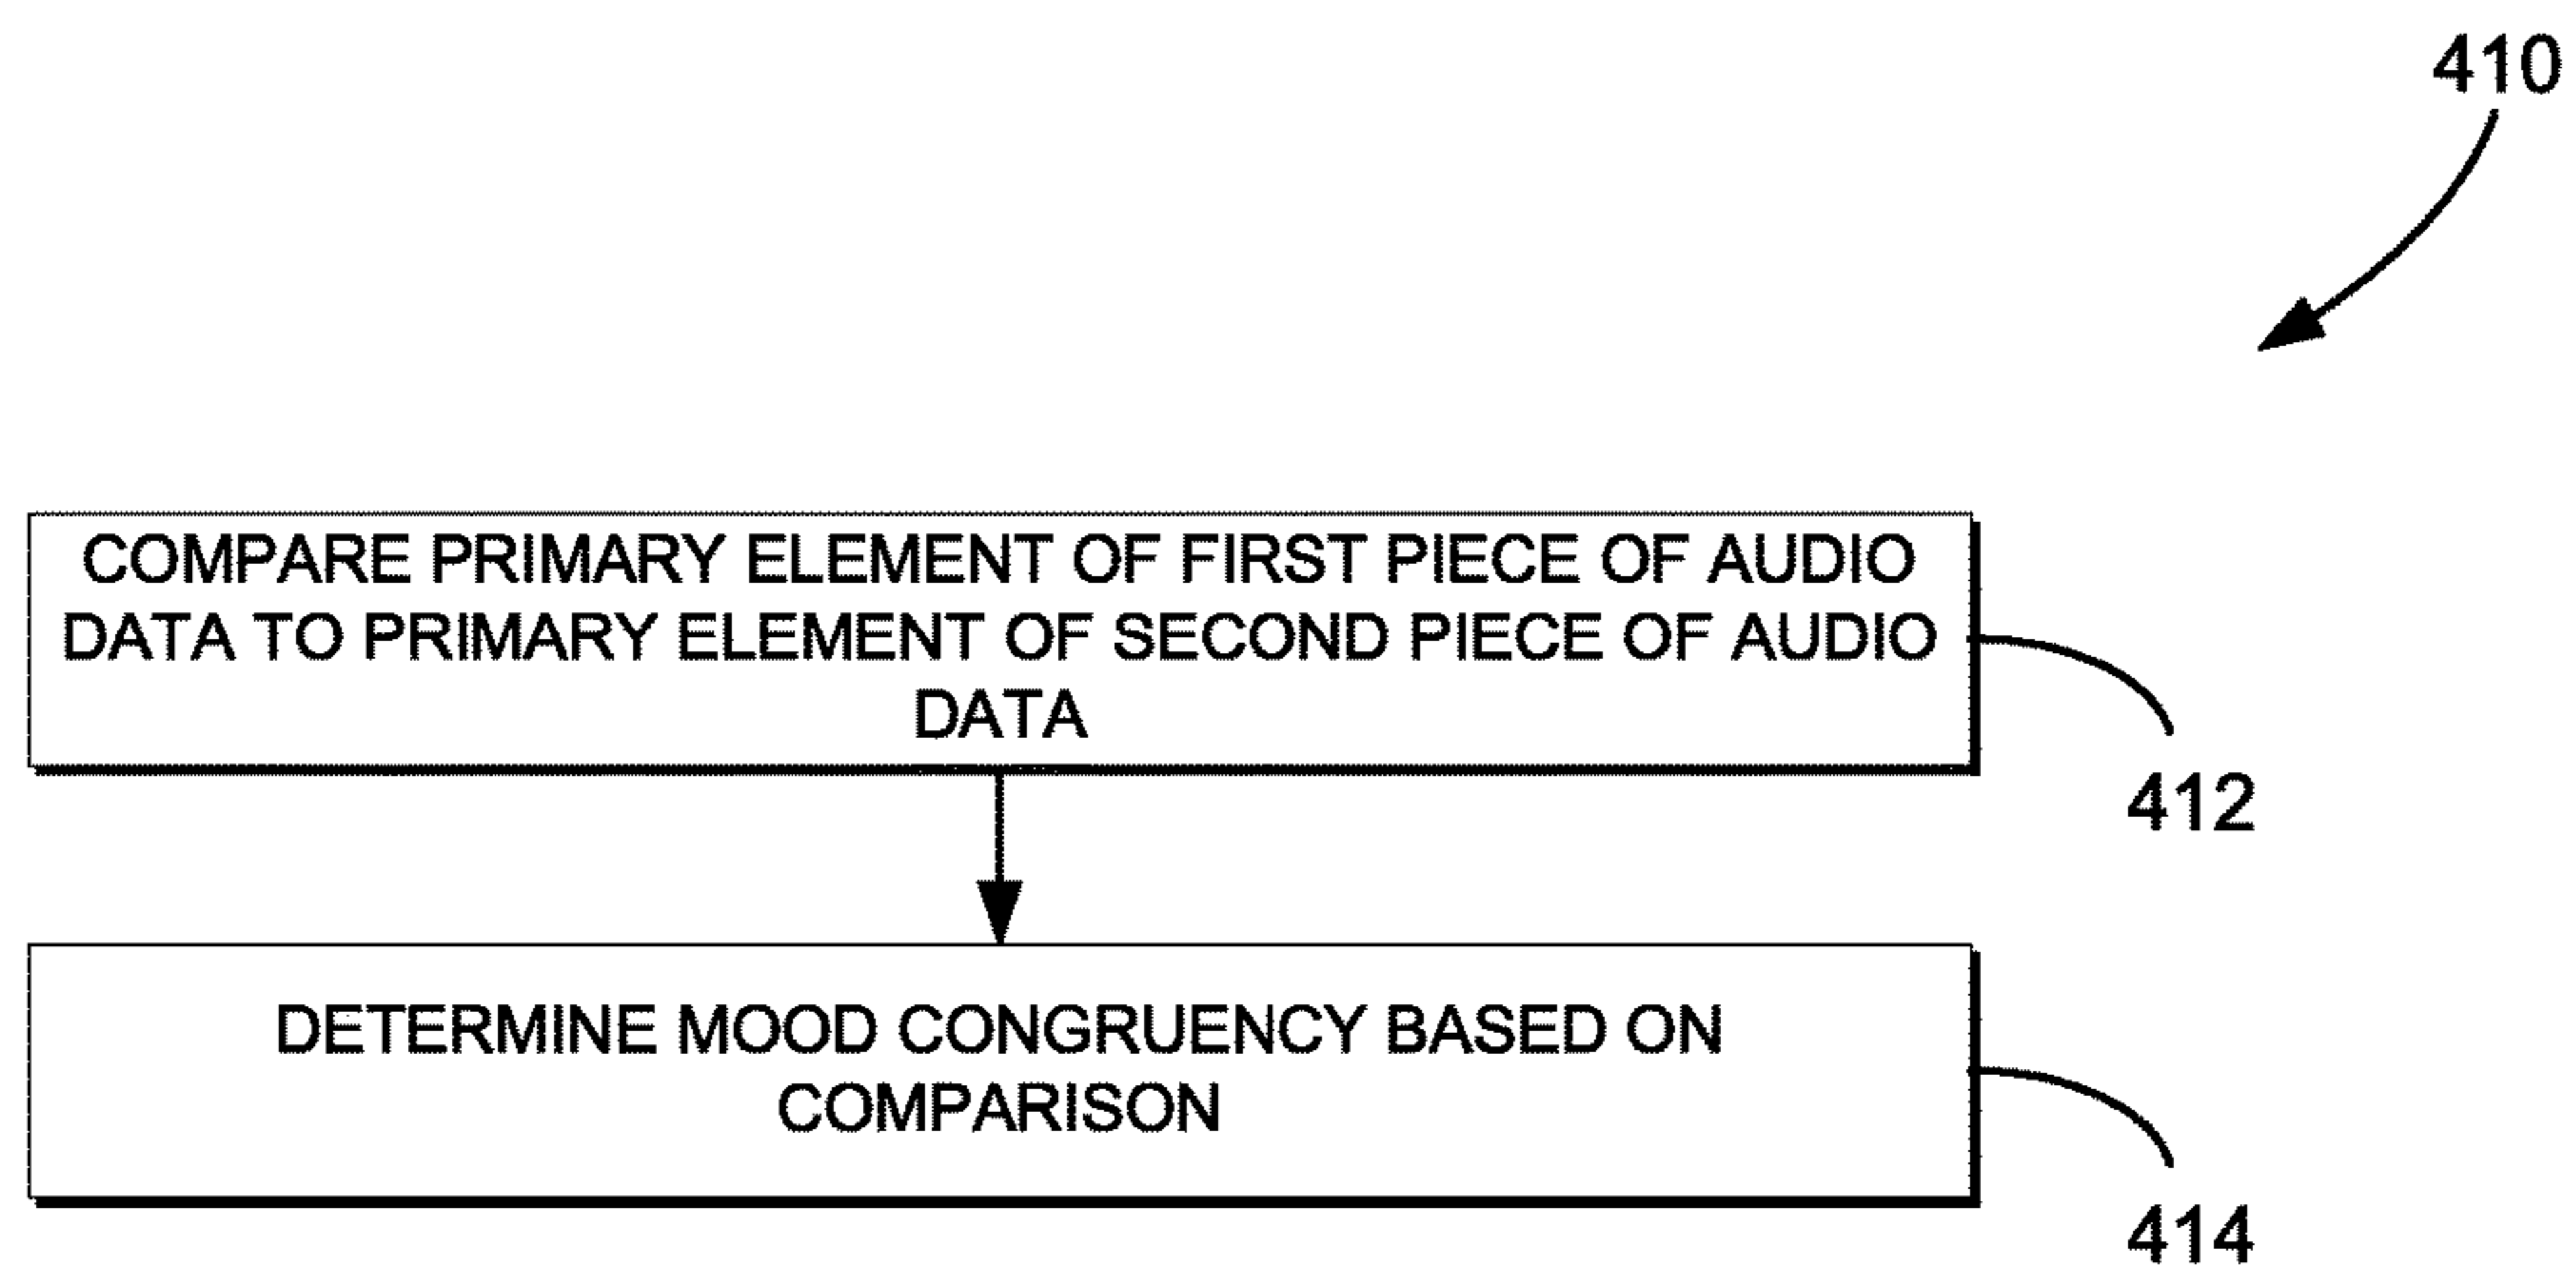 410
COMPARE PRIMARY ELEMENT OF FIRST PIECE OF AUDIO
DATA TO PRIMARY ELEMENT OF SECOND PIECE OF AUDIO
DATA
412
DETERMINE MOOD CONGRUENCY BASED ON
COMPARISON
414